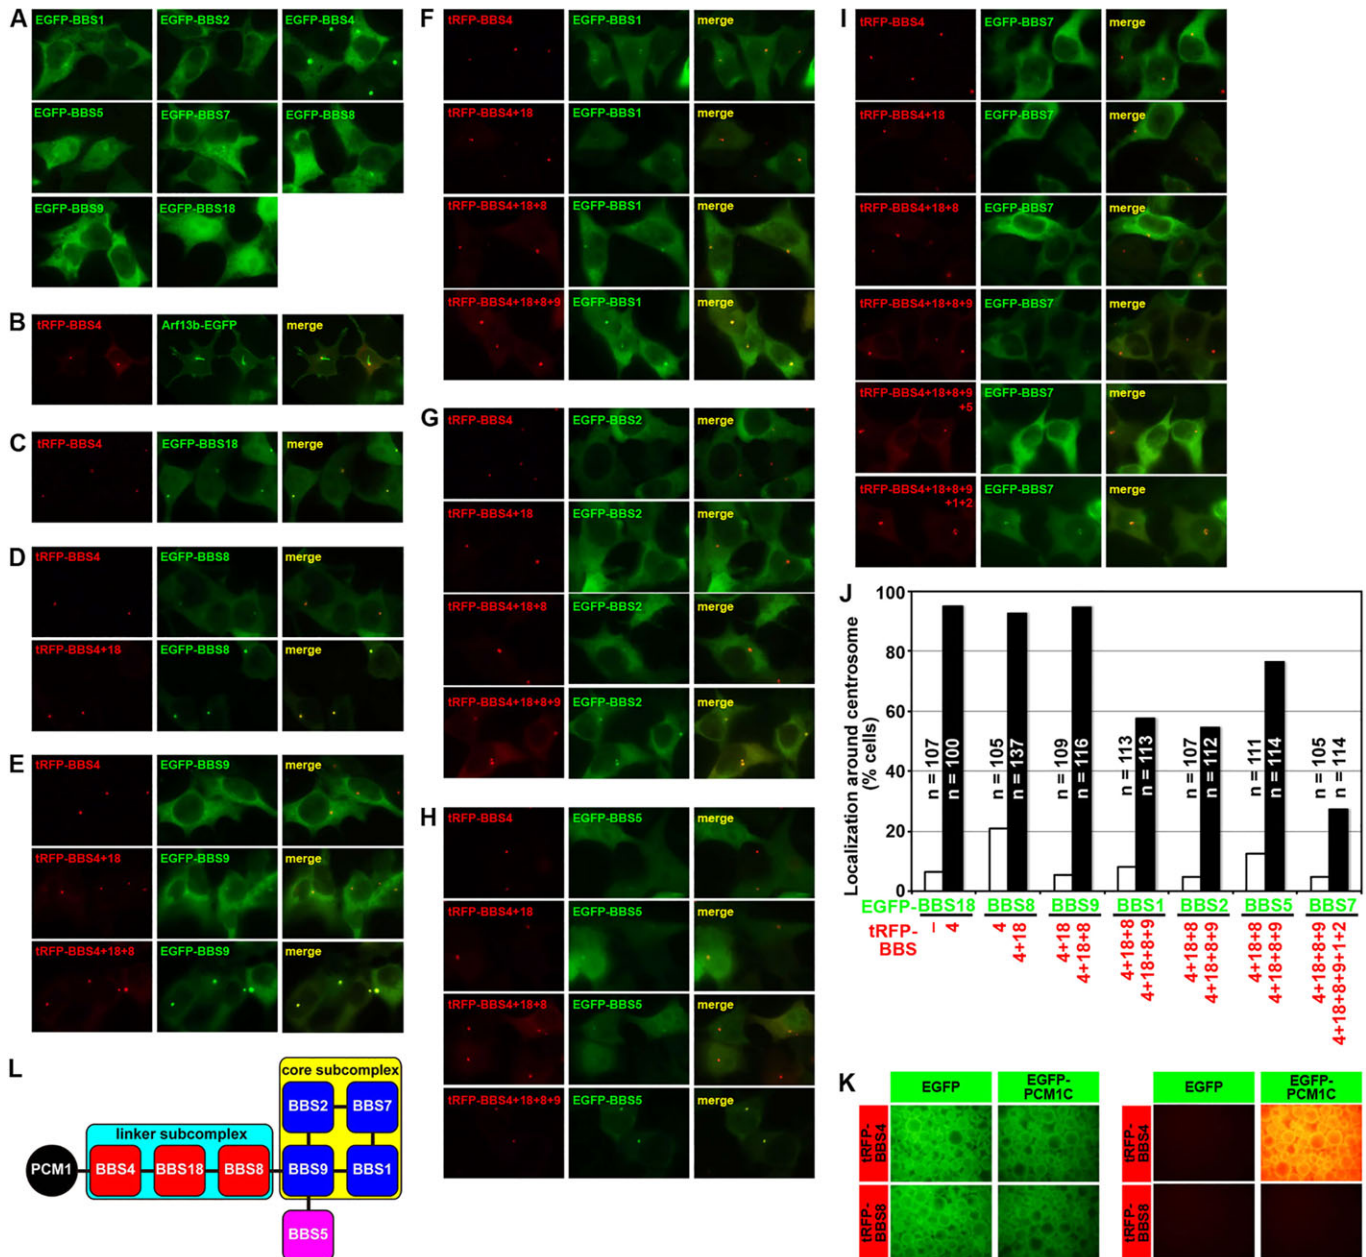 A
EGFP-BBS1
EGFP-BBS2
EGFP-BBS4
EGFP-BBS5
EGFP-BBS7
EGFP-BBS8
EGFP-BBS9
EGFP-BBS18
B
tRFP-BBS4
Arf13b-EGFP
merge
C
tRFP-BBS4
EGFP-BBS18
merge
D
tRFP-BBS4
EGFP-BBS8
merge
tRFP-BBS4+18
EGFP-BBS8
merge
E
tRFP-BBS4
EGFP-BBS9
merge
tRFP-BBS4+18
EGFP-BBS9
merge
tRFP-BBS4+18+8
EGFP-BBS9
merge
F
tRFP-BBS4
EGFP-BBS1
merge
tRFP-BBS4+18
EGFP-BBS1
merge
tRFP-BBS4+18+8
EGFP-BBS1
merge
tRFP-BBS4+18+8+9
EGFP-BBS1
merge
G
tRFP-BBS4
EGFP-BBS2
merge
tRFP-BBS4+18
EGFP-BBS2
merge
tRFP-BBS4+18+8
EGFP-BBS2
merge
tRFP-BBS4+18+8+9
EGFP-BBS2
merge
H
tRFP-BBS4
EGFP-BBS5
merge
tRFP-BBS4+18
EGFP-BBS5
merge
tRFP-BBS4+18+8
EGFP-BBS5
merge
tRFP-BBS4+18+8+9
EGFP-BBS5
merge
I
tRFP-BBS4
EGFP-BBS7
merge
tRFP-BBS4+18
EGFP-BBS7
merge
tRFP-BBS4+18+8
EGFP-BBS7
merge
tRFP-BBS4+18+8+9
EGFP-BBS7
merge
tRFP-BBS4+18+8+9
+5
EGFP-BBS7
merge
tRFP-BBS4+18+8+9
+1+2
EGFP-BBS7
merge
J
Localization around centrosome
(% cells)
100
80
60
40
20
0
n = 107
n = 100
n = 105
n = 137
n = 109
n = 116
n = 113
n = 113
n = 107
n = 112
n = 111
n = 114
n = 105
n = 114
EGFP-BBS18
BBS8
BBS9
BBS1
BBS2
BBS5
BBS7
tRFP-
BBS
–
4
4
4+18
4+18
4+18+8
4+18+8
4+18+8+9
4+18+8
4+18+8+9
4+18+8
4+18+8+9
4+18+8+9
4+18+8+9+1+2
K
EGFP
EGFP-
PCM1C
EGFP
EGFP-
PCM1C
tRFP-
BBS4
tRFP-
BBS4
tRFP-
BBS8
tRFP-
BBS8
L
core subcomplex
BBS2
BBS7
linker subcomplex
PCM1
BBS4
BBS18
BBS8
BBS9
BBS1
BBS5